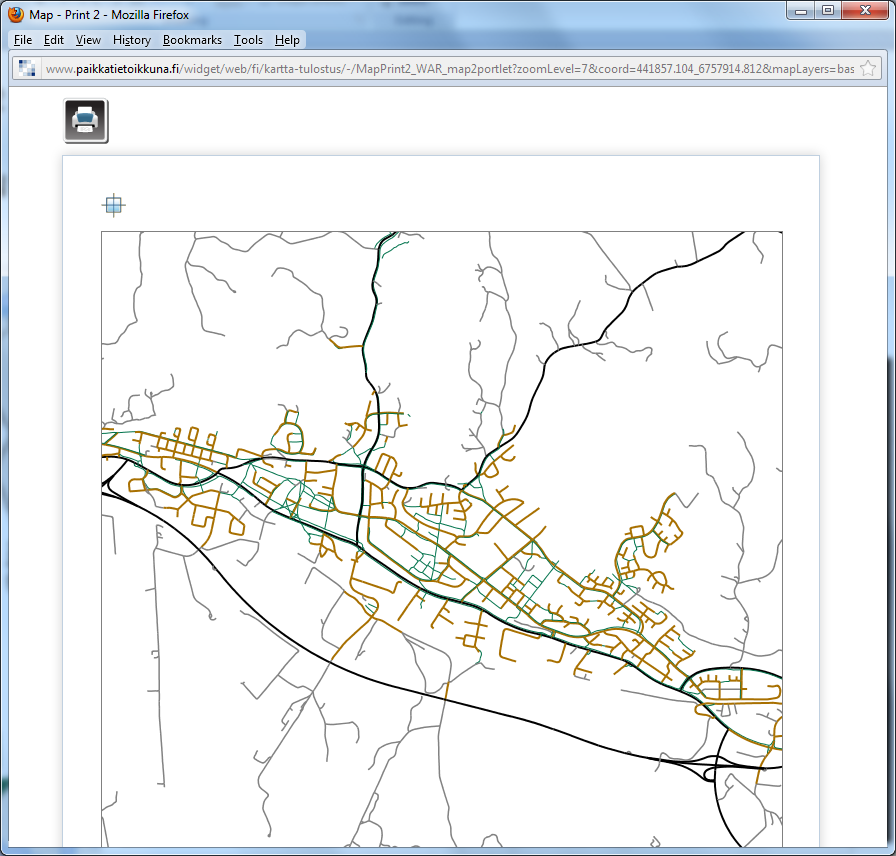 Map - Print 2 - Mozilla Firefox
File Edit View History Bookmarks Tools Help
www.paikkatietoikkuna.fi/widget/web/fi/kartta-tulostus/-/MapPrint2_WAR_map2portlet?zoomLevel=7&coord=441857.104_6757914.812&mapLayers=bas